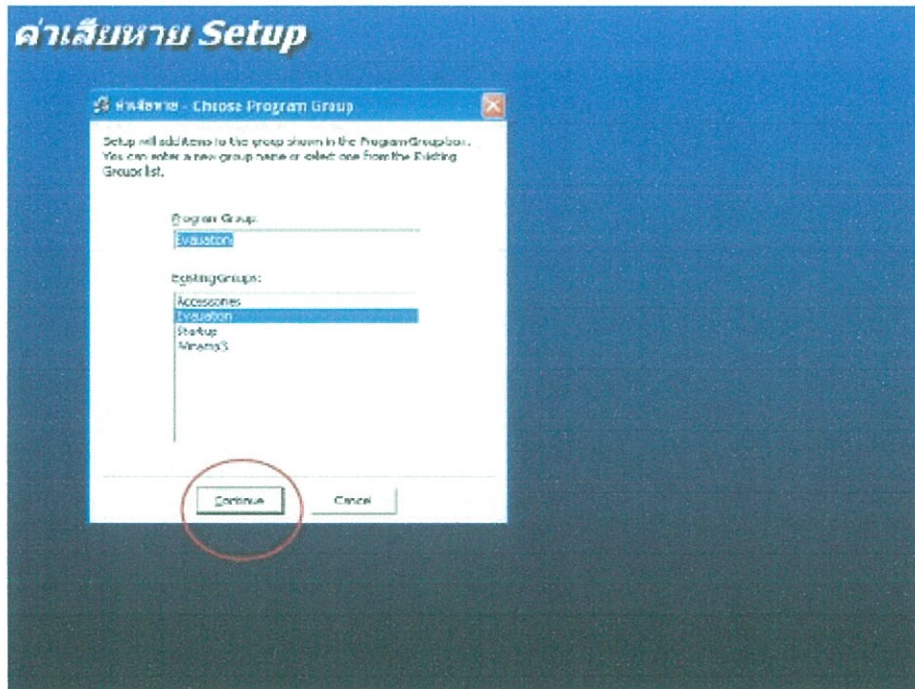 ค่าเสียหาย Setup
ค่าเสียหาย - Choose Program Group
Setup will add items to the group shown in the Program Group box.
You can enter a new group name or select one from the Existing
Groups list.
Program Group:
Evaluation
Existing Groups:
Accessories
Evaluation
Startup
Continue
Cancel